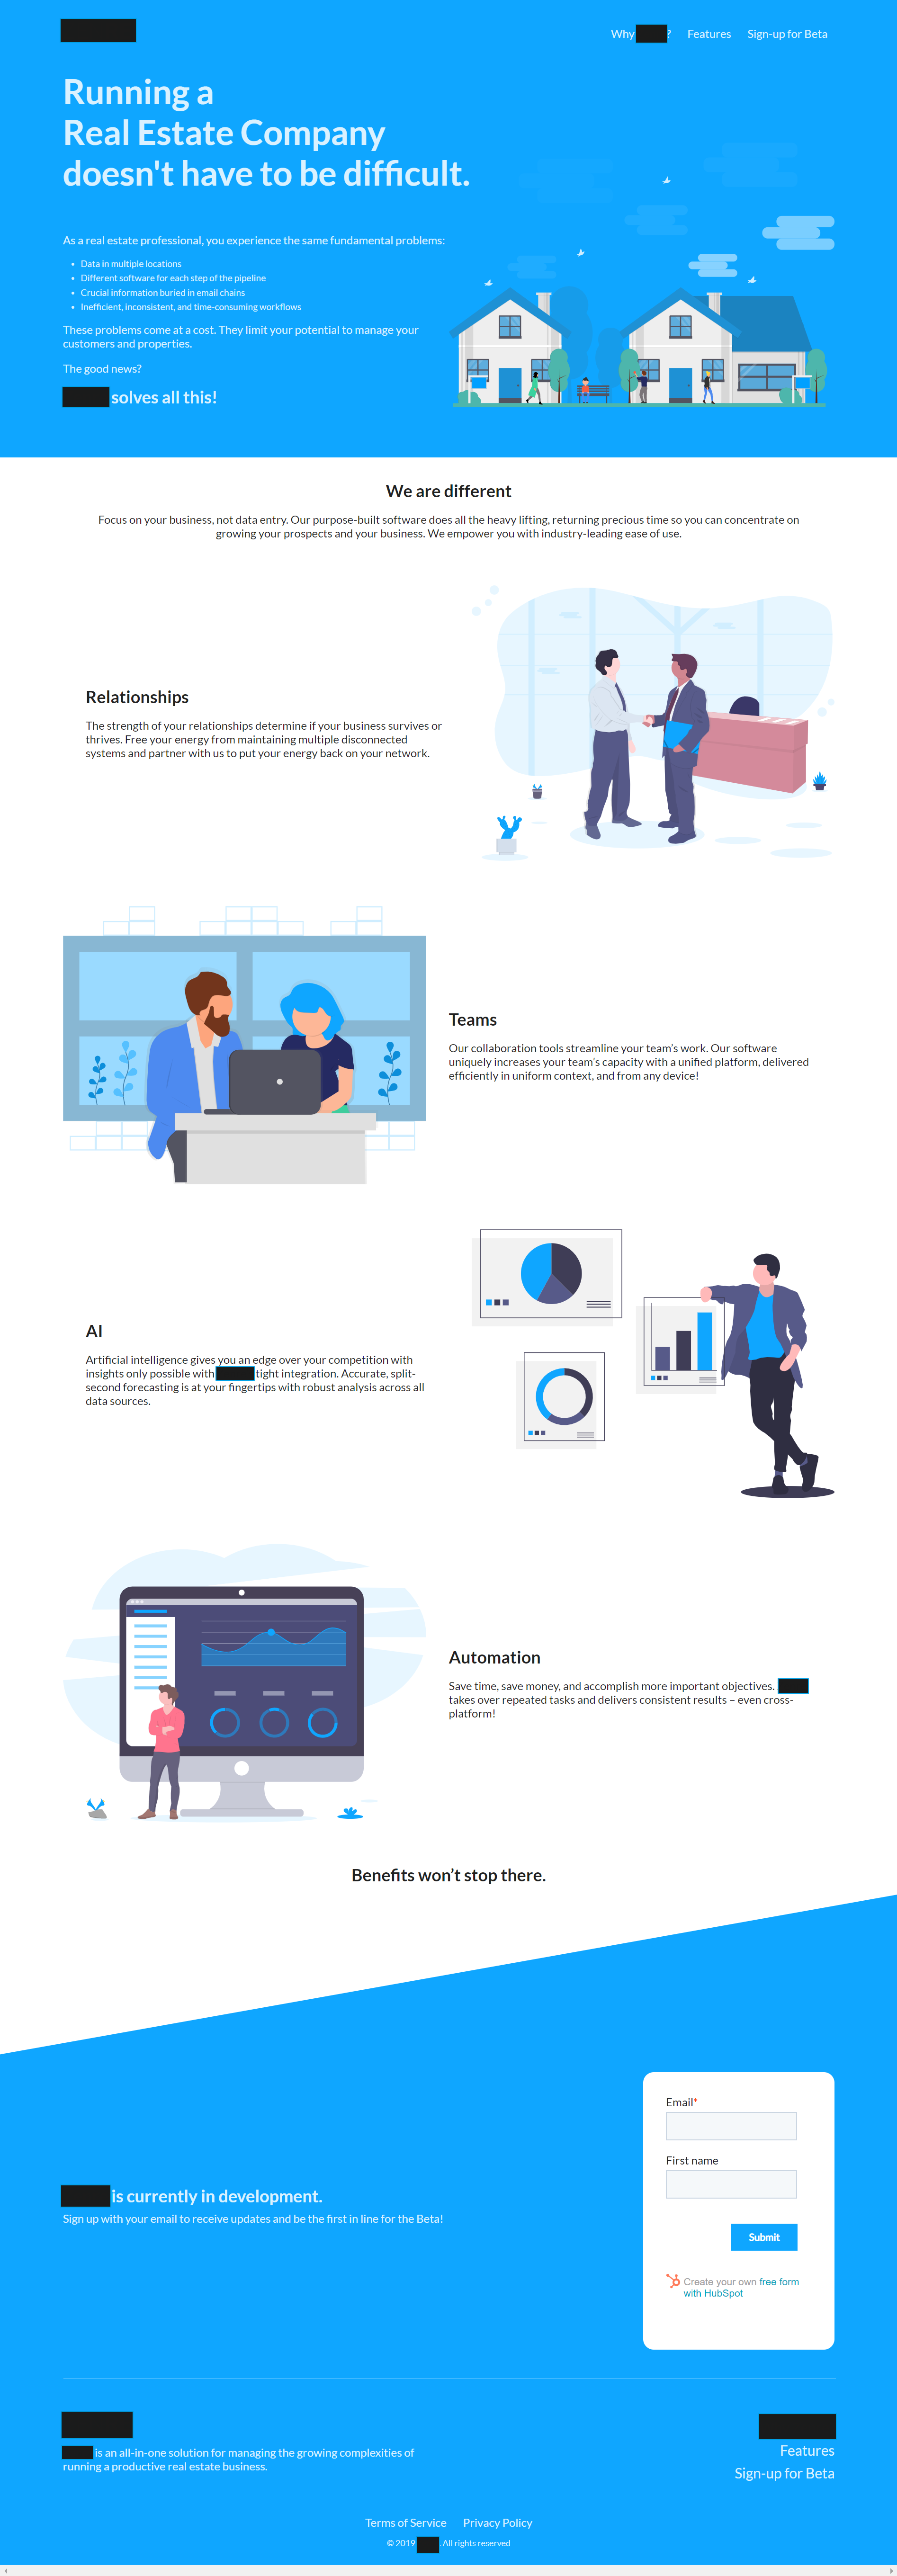 Why ?
Features
Sign-up for Beta
Running a
Real Estate Company
doesn't have to be difficult.
As a real estate professional, you experience the same fundamental problems:
• Data in multiple locations
• Different software for each step of the pipeline
• Crucial information buried in email chains
• Inefficient, inconsistent, and time-consuming workflows
These problems come at a cost. They limit your potential to manage your
customers and properties.
The good news?
solves all this!
We are different
Focus on your business, not data entry. Our purpose-built software does all the heavy lifting, returning precious time so you can concentrate on
growing your prospects and your business. We empower you with industry-leading ease of use.
Relationships
The strength of your relationships determine if your business survives or
thrives. Free your energy from maintaining multiple disconnected
systems and partner with us to put your energy back on your network.
Teams
Our collaboration tools streamline your team’s work. Our software
uniquely increases your team’s capacity with a unified platform, delivered
efficiently in uniform context, and from any device!
AI
Artificial intelligence gives you an edge over your competition with
insights only possible with tight integration. Accurate, split-
second forecasting is at your fingertips with robust analysis across all
data sources.
Automation
Save time, save money, and accomplish more important objectives.
takes over repeated tasks and delivers consistent results – even cross-
platform!
Benefits won’t stop there.
is currently in development.
Sign up with your email to receive updates and be the first in line for the Beta!
Email*
First name
Submit
Create your own free form
with HubSpot
is an all-in-one solution for managing the growing complexities of
running a productive real estate business.
Features
Sign-up for Beta
Terms of Service
Privacy Policy
© 2019 All rights reserved